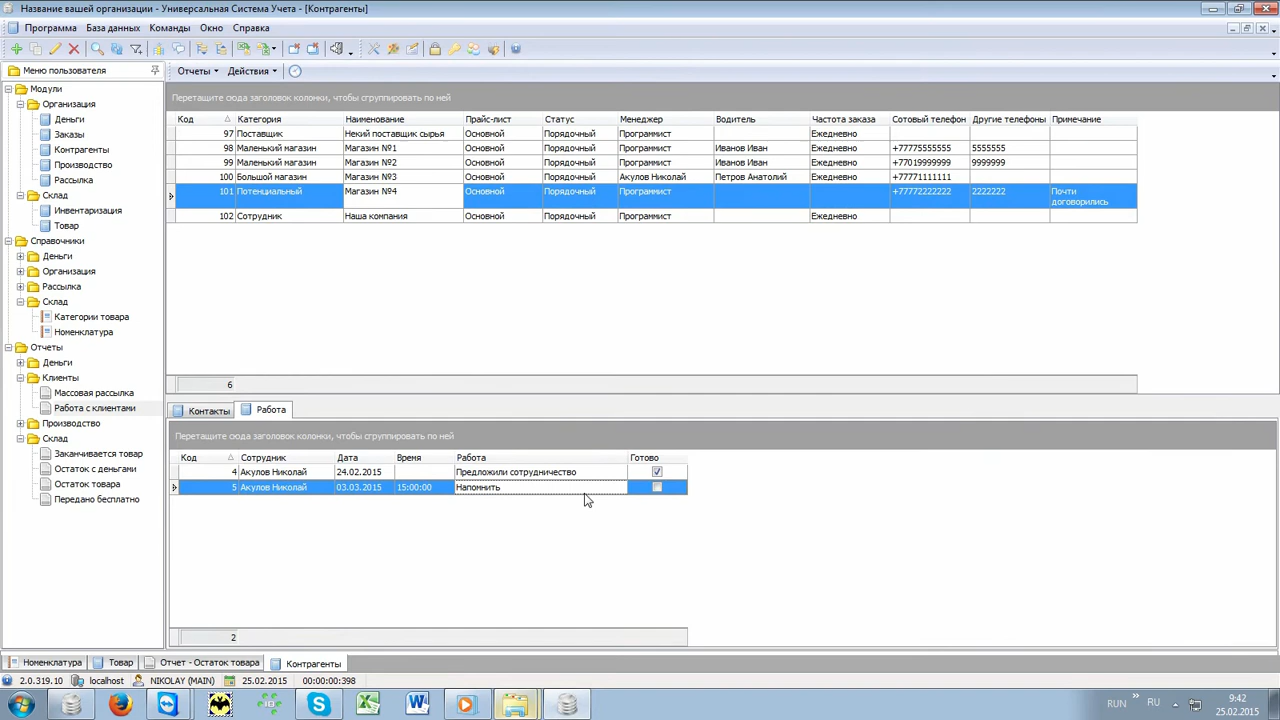 Название вашей организации - Универсальная Система Учета - [Контрагенты]
Программа База данных Команды Окно Справка
Меню пользователя
Модули
Организация
Деньги
Заказы
Контрагенты
Производство
Рассылка
Склад
Инвентаризация
Товар
Справочники
Деньги
Организация
Рассылка
Склад
Категории товара
Номенклатура
Отчеты
Деньги
Клиенты
Массовая рассылка
Работа с клиентами
Производство
Склад
Заканчивается товар
Остаток с деньгами
Остаток товара
Передано бесплатно
Отчеты Действия
Перетащите сюда заголовок колонки, чтобы сгруппировать по ней
Код Категория Наименование Прайс-лист Статус Менеджер Водитель Частота заказа Сотовый телефон Другие телефоны Примечание
97 Поставщик Некий поставщик сырья Основной Порядочный Программист Ежедневно
98 Маленький магазин Магазин №1 Основной Порядочный Программист Иванов Иван Ежедневно +77775555555 5555555
99 Маленький магазин Магазин №2 Основной Порядочный Программист Иванов Иван Ежедневно +77019999999 9999999
100 Большой магазин Магазин №3 Основной Порядочный Акулов Николай Петров Анатолий Ежедневно +77771111111
101 Потенциальный Магазин №4 Основной Порядочный Программист +77772222222 2222222 Почти
договорились
102 Сотрудник Наша компания Основной Порядочный Программист Ежедневно
6
Контакты Работа
Перетащите сюда заголовок колонки, чтобы сгруппировать по ней
Код Сотрудник Дата Время Работа Готово
4 Акулов Николай 24.02.2015 Предложили сотрудничество
5 Акулов Николай 03.03.2015 15:00:00 Напомнить
2
Номенклатура Товар Отчет - Остаток товара Контрагенты
2.0.319.10 localhost NIKOLAY (MAIN) 25.02.2015 00:00:00:398
RUN RU 9:42
25.02.2015